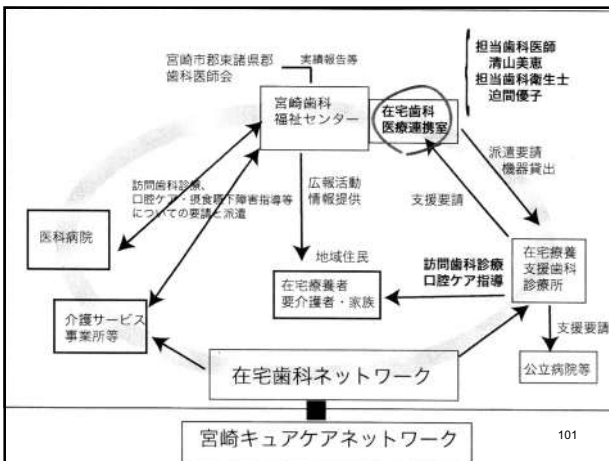 宮崎市郡東諸県郡
歯科医師会
実績報告等
担当歯科医師
清山美恵
担当歯科衛生士
迫間優子
宮崎歯科
福祉センター
在宅歯科
医療連携室
派遣要請
機器貸出
訪問歯科診療、
口腔ケア・摂食嚥下障害指導等
についての要請と派遣
広報活動
情報提供
支援要請
医科病院
地域住民
訪問歯科診療
口腔ケア指導
在宅療養
支援歯科
診療所
在宅療養者
要介護者・家族
介護サービス
事業所等
支援要請
公立病院等
在宅歯科ネットワーク
宮崎キュアケアネットワーク
101